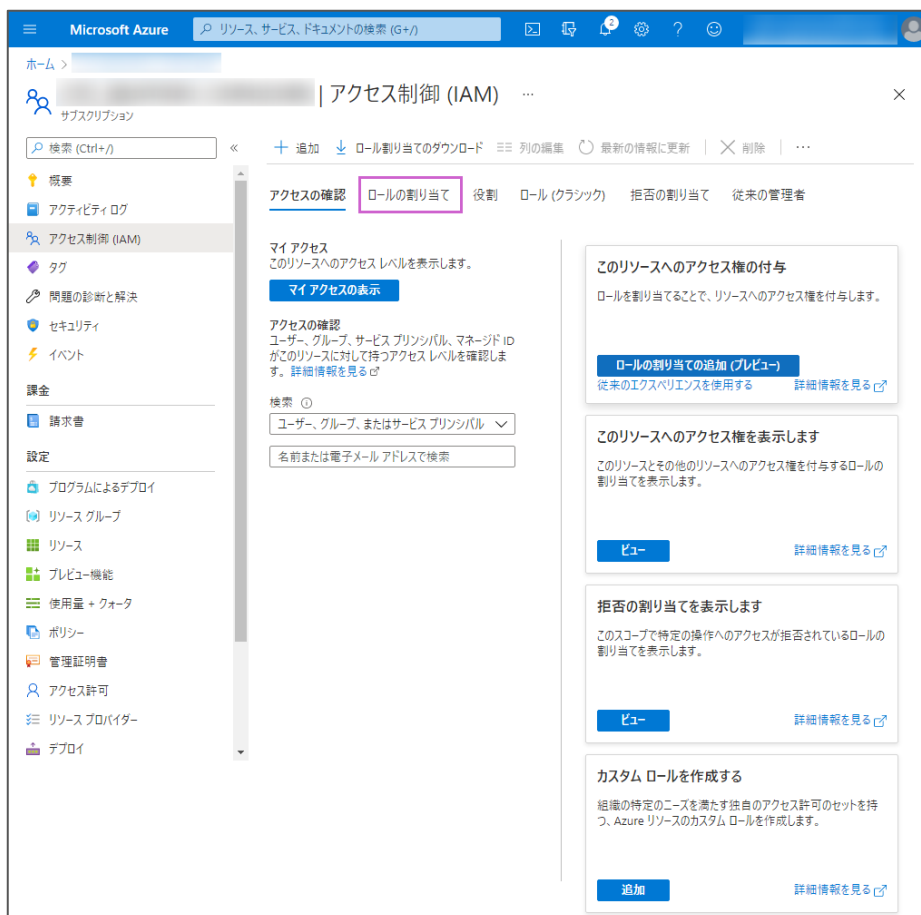 Microsoft Azure
リソース、サービス、ドキュメントの検索 (G+/)
2
ホーム >
| アクセス制御 (IAM) ...
サブスクリプション
検索 (Ctrl+/)
«
追加
ロール割り当てのダウンロード
列の編集
最新の情報に更新
削除
...
概要
アクティビティ ログ
アクセス制御 (IAM)
タグ
問題の診断と解決
セキュリティ
イベント
課金
請求書
設定
プログラムによるデプロイ
リソース グループ
リソース
プレビュー機能
使用量 + クォータ
ポリシー
管理証明書
アクセス許可
リソース プロバイダー
デプロイ
アクセスの確認
ロールの割り当て
役割
ロール (クラシック)
拒否の割り当て
従来の管理者
マイ アクセス
このリソースへのアクセス レベルを表示します。
マイ アクセスの表示
アクセスの確認
ユーザー、グループ、サービス プリンシパル、マネージド ID
がこのリソースに対して持つアクセス レベルを確認しま
す。 詳細情報を見る
検索
ユーザー、グループ、またはサービス プリンシパル
名前または電子メール アドレスで検索
このリソースへのアクセス権の付与
ロールを割り当てることで、リソースへのアクセス権を付与します。
ロールの割り当ての追加 (プレビュー)
従来のエクスペリエンスを使用する
詳細情報を見る
このリソースへのアクセス権を表示します
このリソースとその他のリソースへのアクセス権を付与するロールの
割り当てを表示します。
ビュー
詳細情報を見る
拒否の割り当てを表示します
このスコープで特定の操作へのアクセスが拒否されているロールの
割り当てを表示します。
ビュー
詳細情報を見る
カスタム ロールを作成する
組織の特定のニーズを満たす独自のアクセス許可のセットを持
つ、Azure リソースのカスタム ロールを作成します。
追加
詳細情報を見る